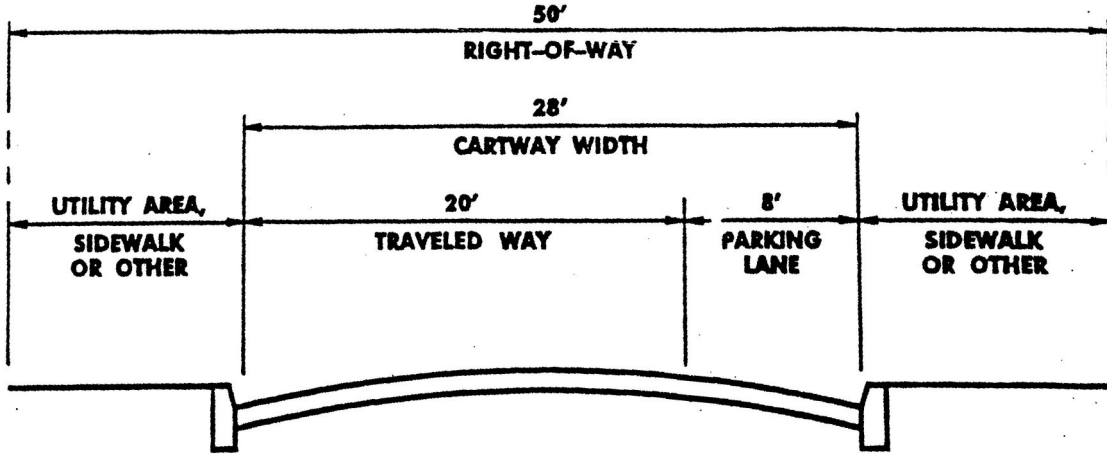 50'
RIGHT-OF-WAY
28'
CARTWAY WIDTH
UTILITY AREA,
SIDEWALK
OR OTHER
20'
TRAVELED WAY
8'
PARKING
LANE
UTILITY AREA,
SIDEWALK
OR OTHER